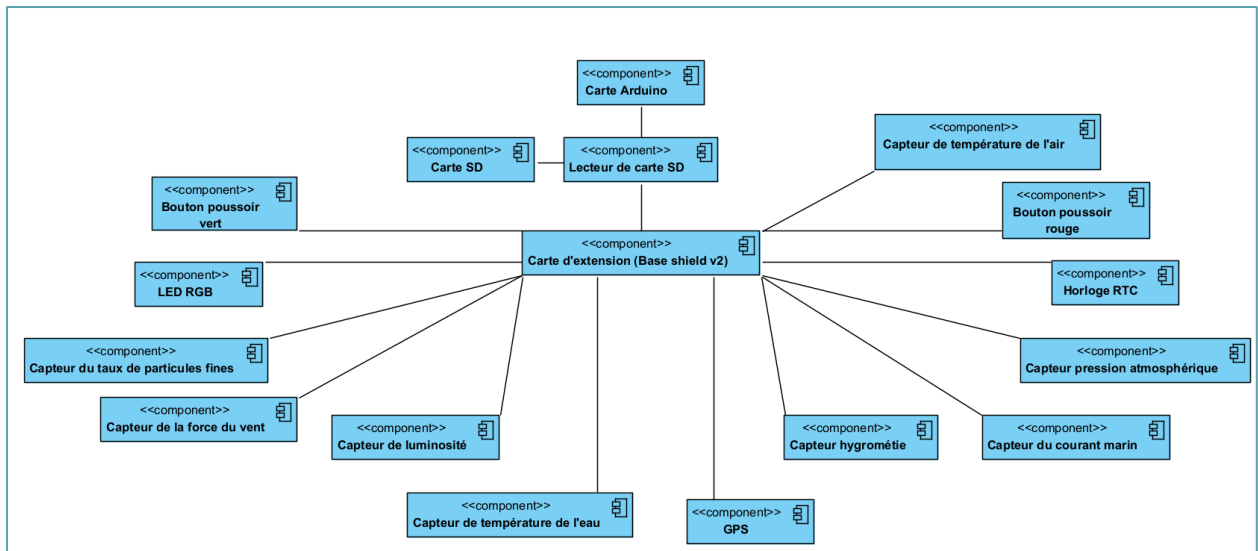 <<component>>
Carte Arduino
<<component>>
Capteur de température de l'air
<<component>>
Carte SD
<<component>>
Lecteur de carte SD
<<component>>
Bouton poussoir
vert
<<component>>
Bouton poussoir
rouge
<<component>>
Carte d'extension (Base shield v2)
<<component>>
LED RGB
<<component>>
Horloge RTC
<<component>>
Capteur du taux de particules fines
<<component>>
Capteur pression atmosphérique
<<component>>
Capteur de la force du vent
<<component>>
Capteur de luminosité
<<component>>
Capteur hygrométie
<<component>>
Capteur du courant marin
<<component>>
Capteur de température de l'eau
<<component>>
GPS